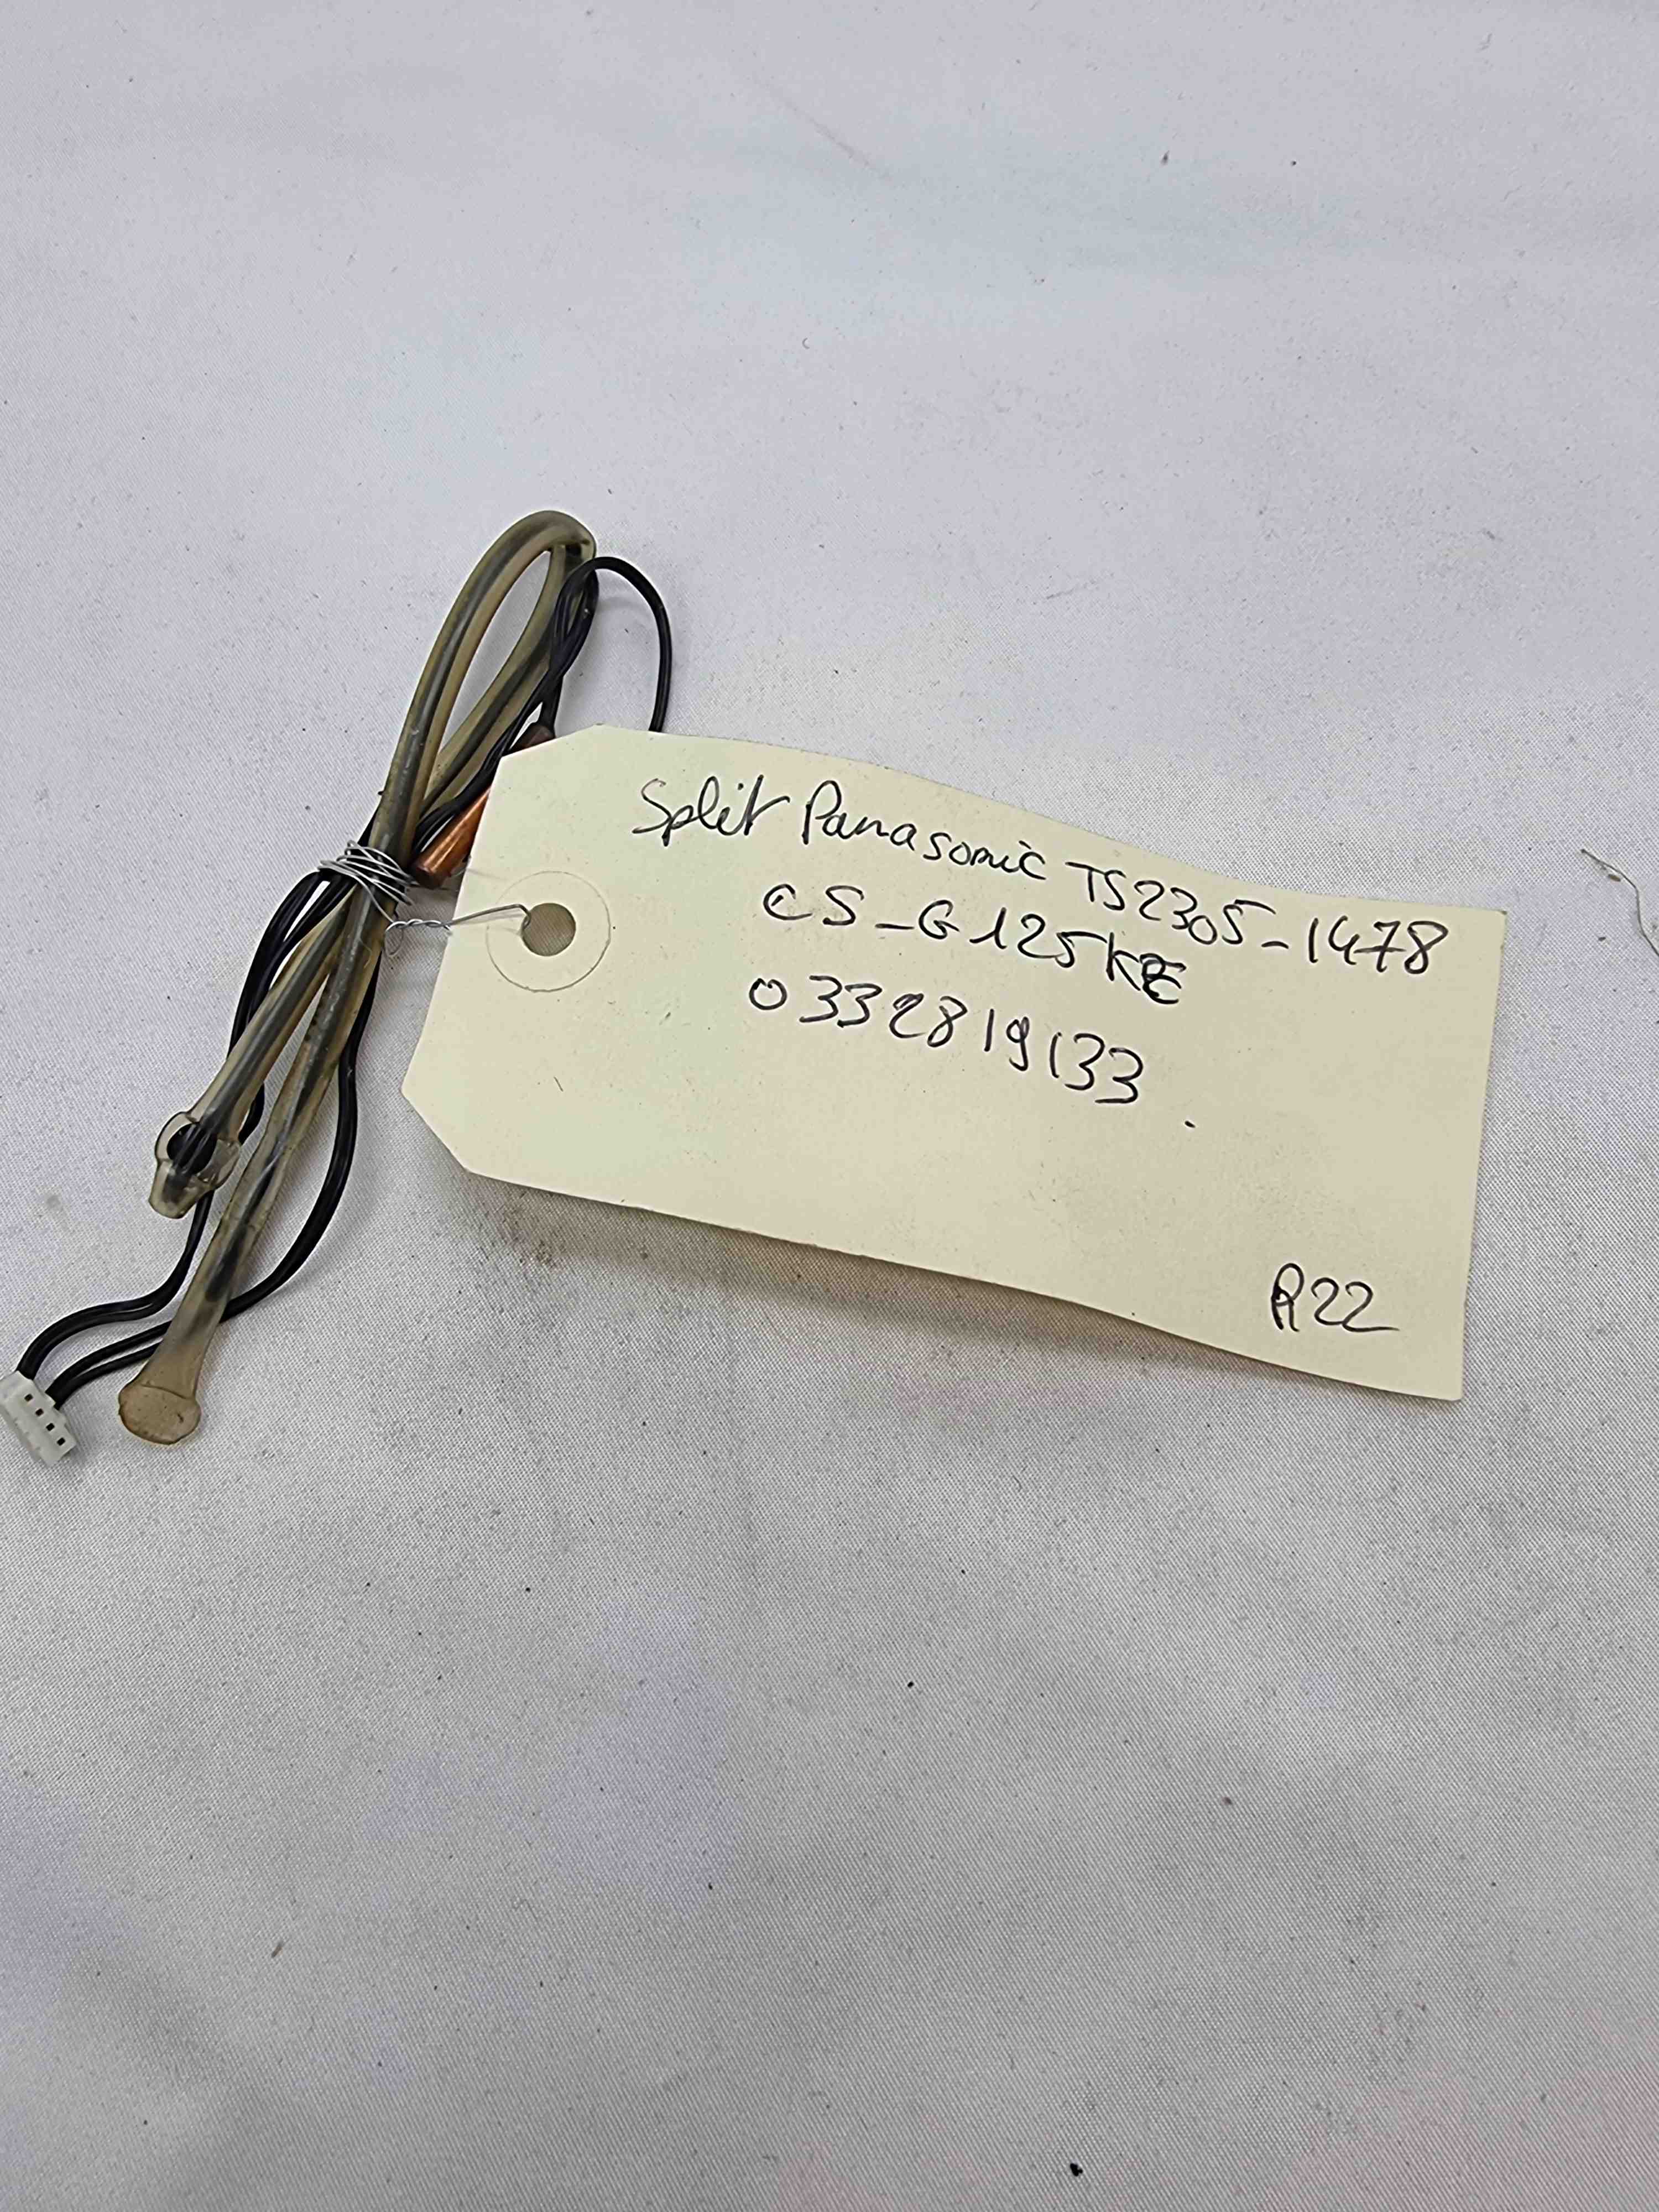 Split Panasonic TS2305-1478
CS-G125KE
0332819133.
R22